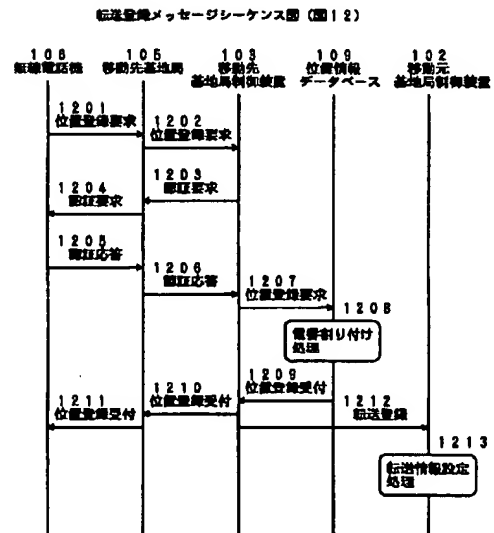 転送登録メッセージシーケンス図 (図12)
106 105 103 109 102
無線電話機 移動先基地局 移動先 位置情報 移動元
基地局制御装置 データベース 基地局制御装置
1201
位置登録要求
1202
位置登録要求
1203
認証要求
1204
認証要求
1205
認証応答
1206
認証応答
1207
位置登録要求
1208
電番割り付け
処理
1209
位置登録受付
1210
位置登録受付
1211
位置登録受付
1212
転送登録
1213
転送情報設定
処理